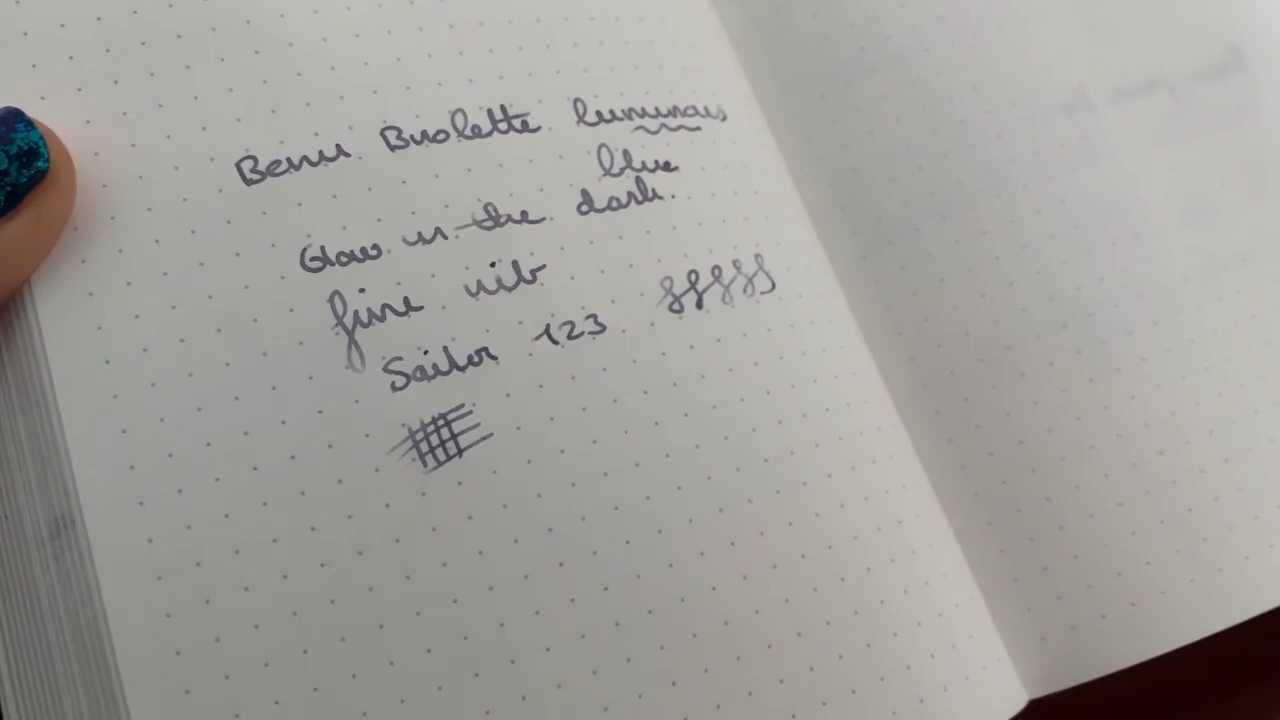 Benu Briolette luminous
blue
Glow in the dark.
fine nib
Sailor 123